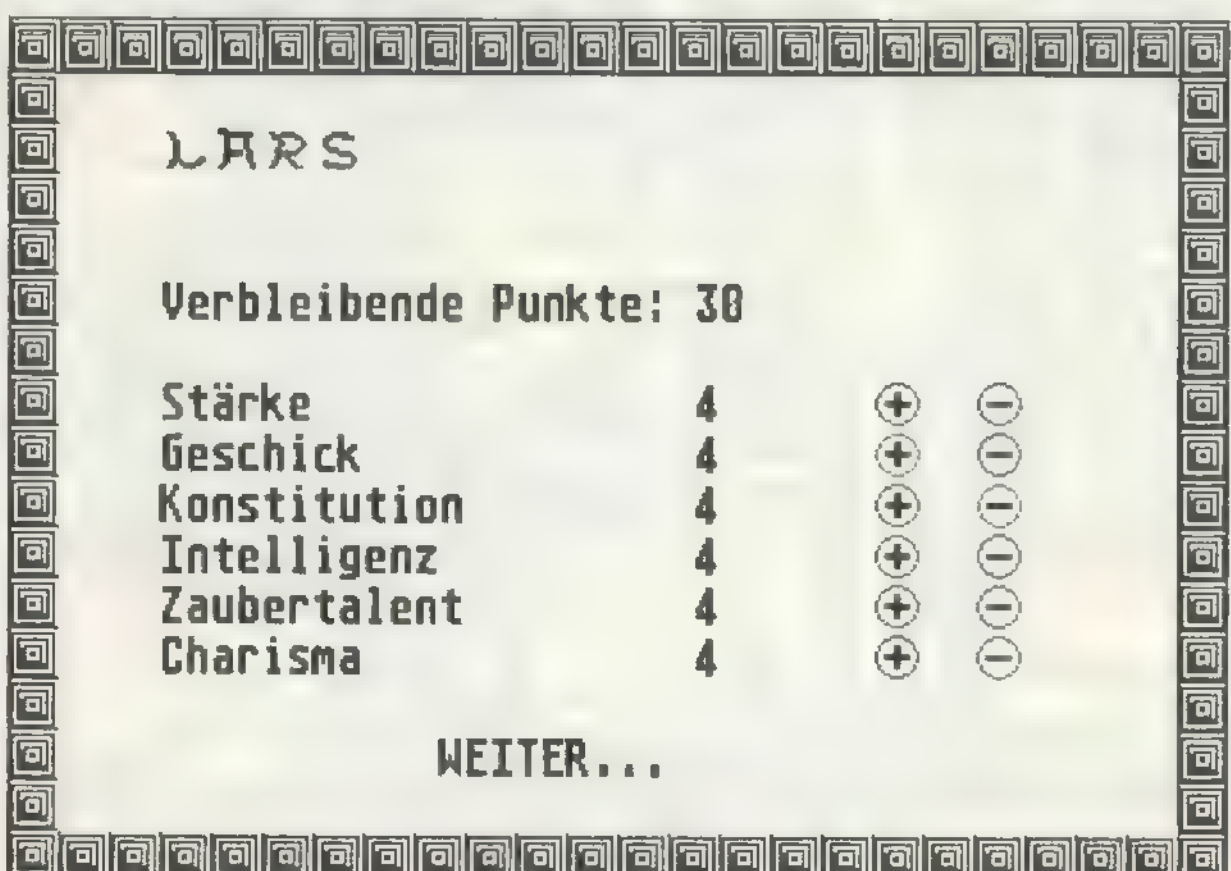 LARS
Verbleibende Punkte: 30
Stärke 4 + -
Geschick 4 + -
Konstitution 4 + -
Intelligenz 4 + -
Zaubertalent 4 + -
Charisma 4 + -
WEITER...